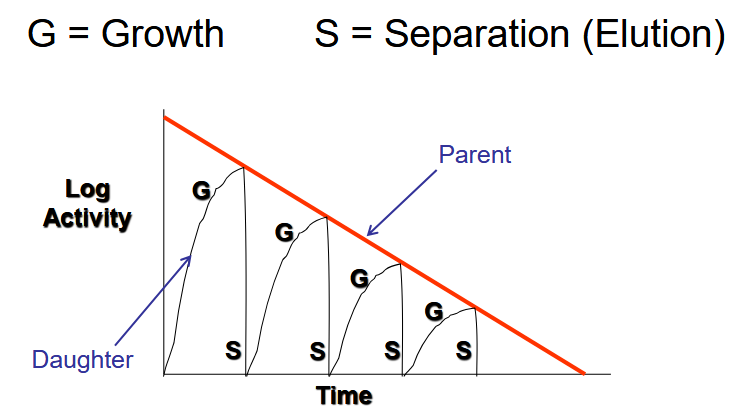 G = Growth
S = Separation (Elution)
Parent
Log
Activity
G
G
G
G
Daughter
S
S
S
S
Time